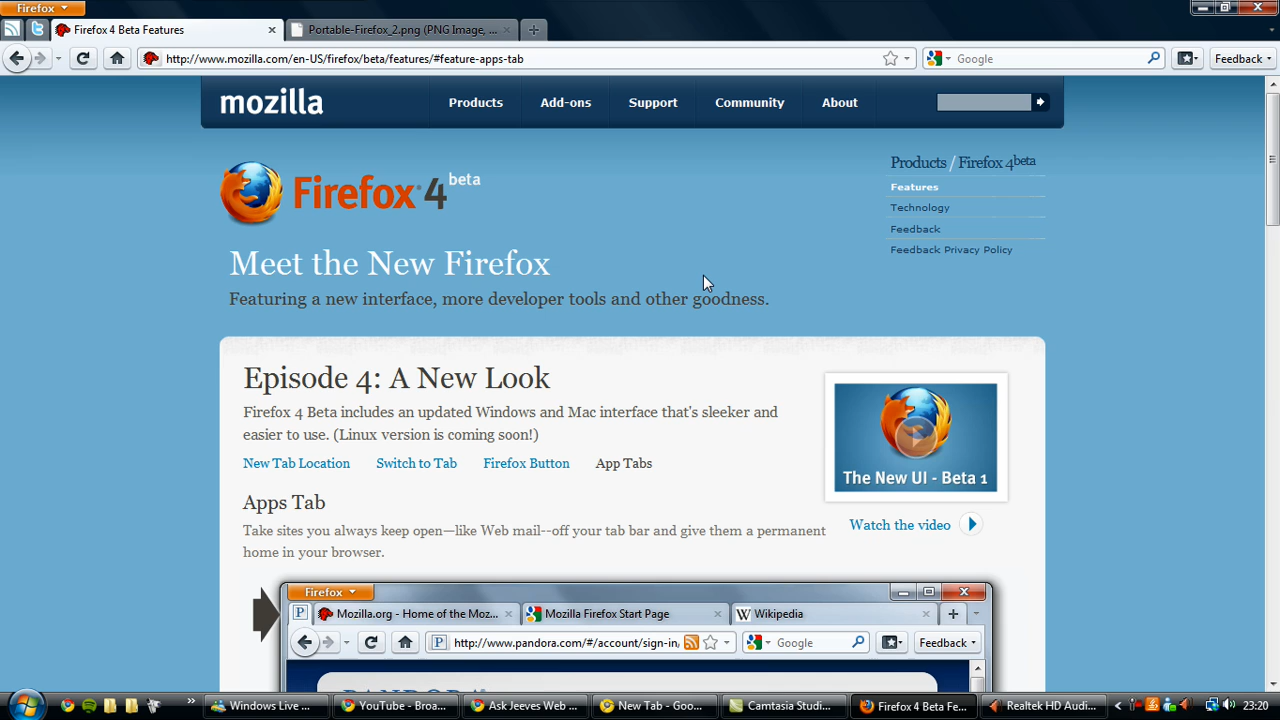 Firefox
Firefox 4 Beta Features
Portable-Firefox_2.png (PNG Image, ...
http://www.mozilla.com/en-US/firefox/beta/features/#feature-apps-tab
Google
Feedback
mozilla
Products
Add-ons
Support
Community
About
Firefox 4 beta
Products / Firefox 4 beta
Features
Technology
Feedback
Feedback Privacy Policy
Meet the New Firefox
Featuring a new interface, more developer tools and other goodness.
Episode 4: A New Look
Firefox 4 Beta includes an updated Windows and Mac interface that's sleeker and
easier to use. (Linux version is coming soon!)
New Tab Location
Switch to Tab
Firefox Button
App Tabs
The New UI - Beta 1
Watch the video
Apps Tab
Take sites you always keep open—like Web mail--off your tab bar and give them a permanent
home in your browser.
Firefox
P
Mozilla.org - Home of the Moz...
Mozilla Firefox Start Page
W
Wikipedia
P
http://www.pandora.com/#/account/sign-in
Google
Feedback
PANDORA
Windows Live ...
YouTube - Broa...
Ask Jeeves Web ...
New Tab - Goo...
Camtasia Studi...
Firefox 4 Beta Fe...
Realtek HD Audi...
23:20